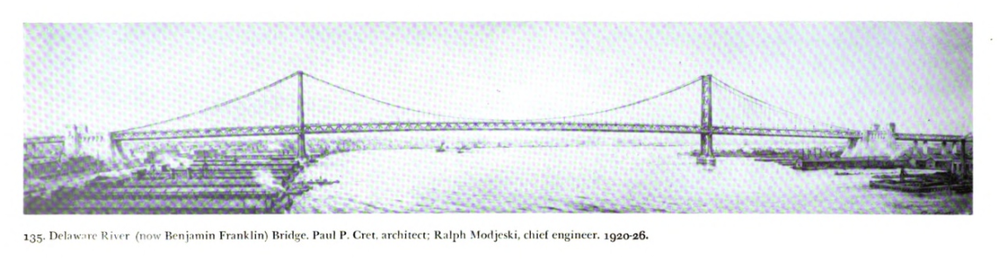 135. Delaware River (now Benjamin Franklin) Bridge. Paul P. Cret, architect; Ralph Modjeski, chief engineer. 1920-26.